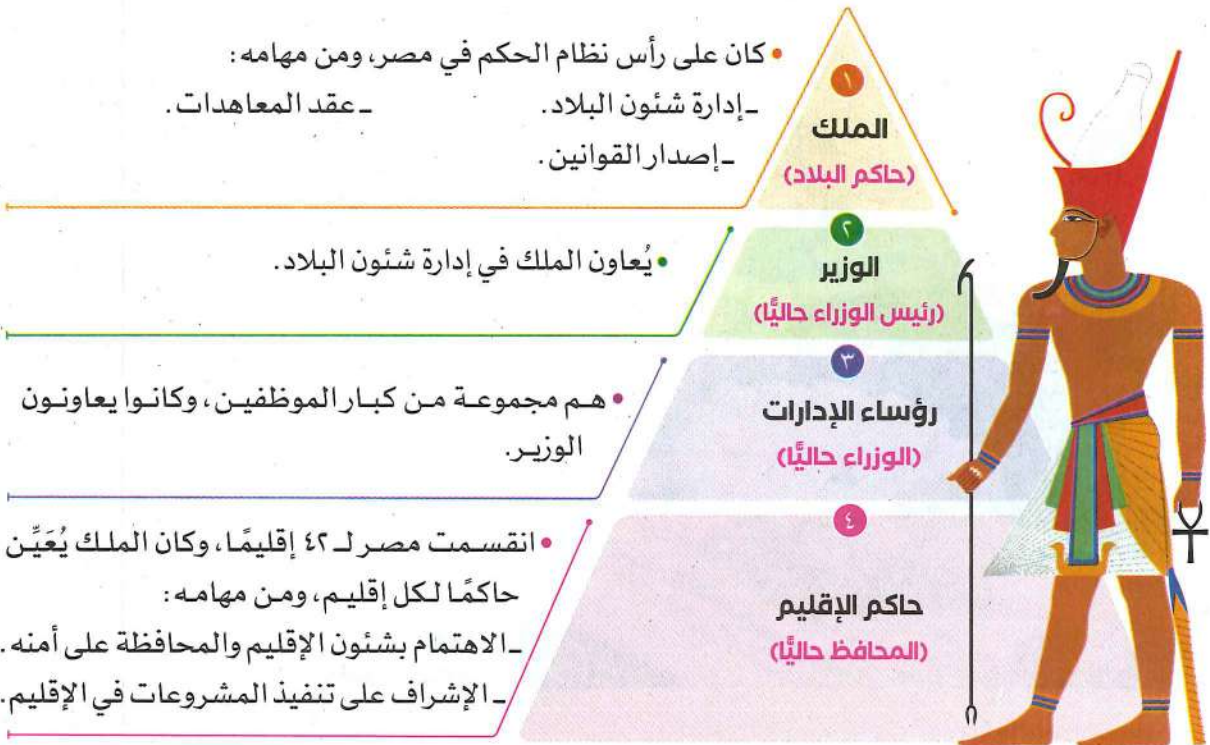 • كان على رأس نظام الحكم في مصر، ومن مهامه:
ـ إدارة شئون البلاد. ـ عقد المعاهدات.
ـ إصدار القوانين.
١
الملك
(حاكم البلاد)
• يُعاون الملك في إدارة شئون البلاد.
٢
الوزير
(رئيس الوزراء حاليًّا)
• هم مجموعة من كبار الموظفين، وكانوا يعاونون
الوزير.
٣
رؤساء الإدارات
(الوزراء حاليًّا)
• انقسمت مصر لـ ٤٢ إقليمًا، وكان الملك يُعَيِّن
حاكمًا لكل إقليم، ومن مهامه:
ـ الاهتمام بشئون الإقليم والمحافظة على أمنه.
ـ الإشراف على تنفيذ المشروعات في الإقليم.
٤
حاكم الإقليم
(المحافظ حاليًّا)